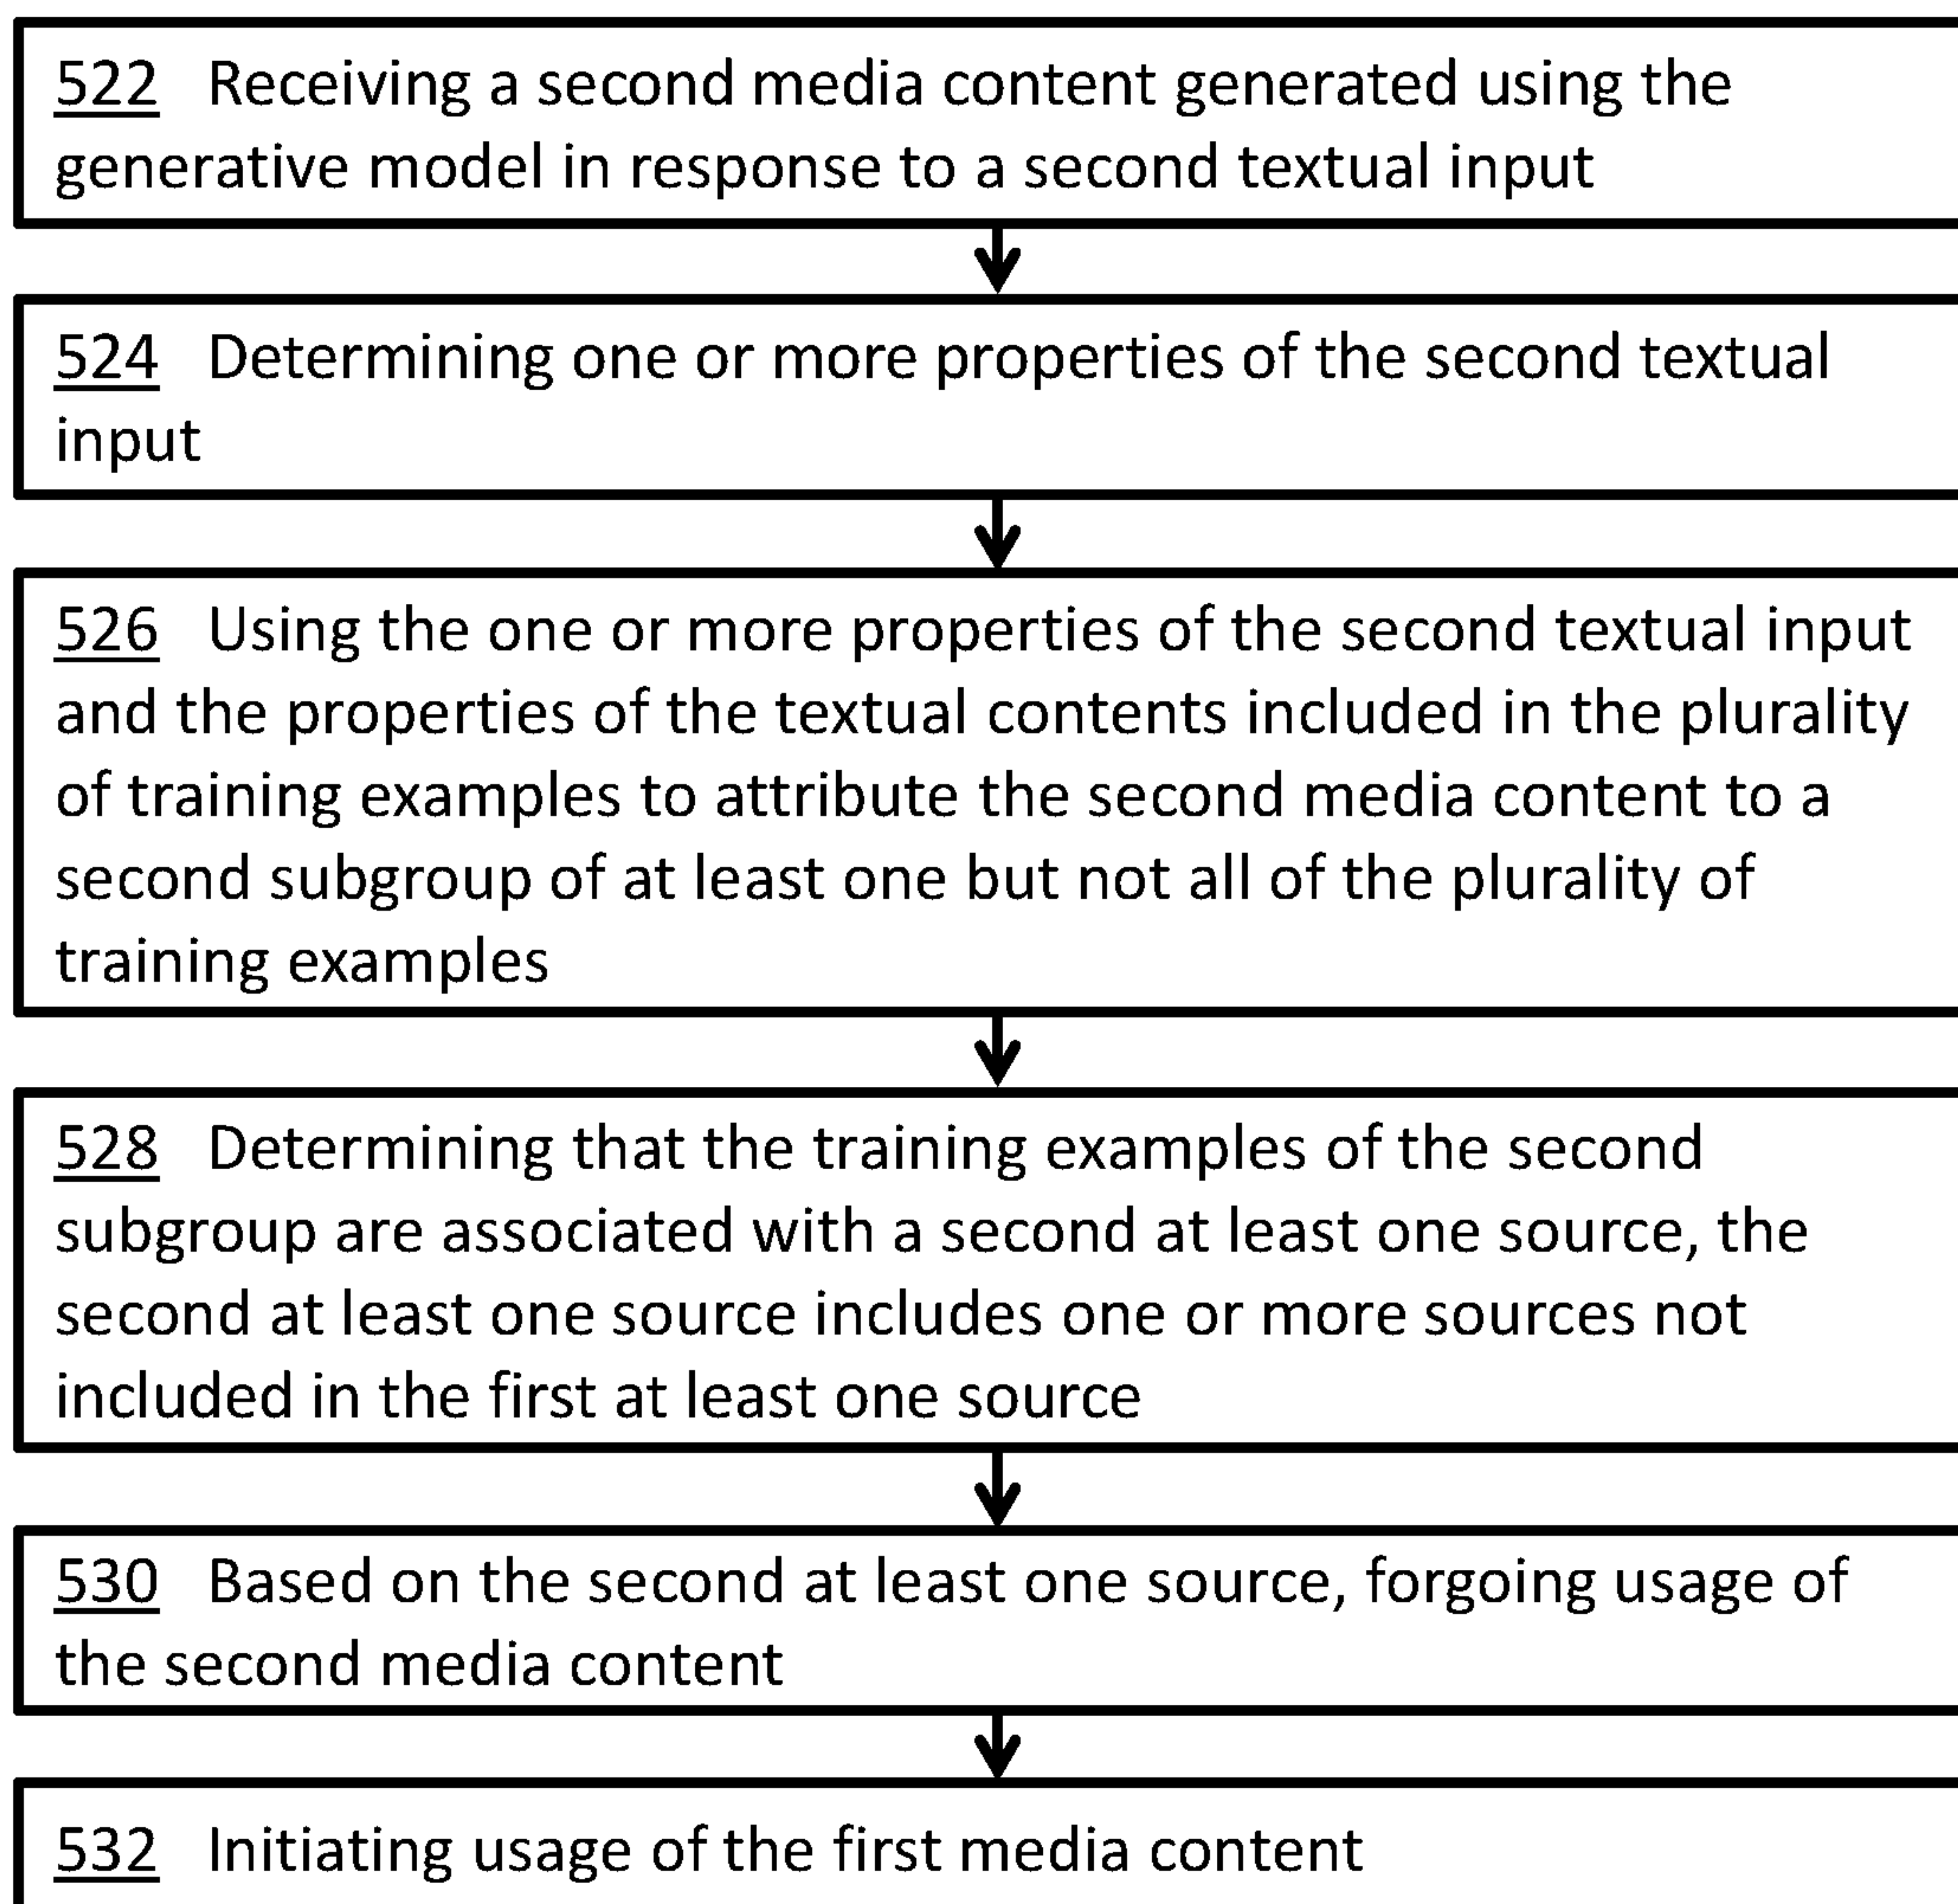 522 Receiving a second media content generated using the
generative model in response to a second textual input
524 Determining one or more properties of the second textual
input
526 Using the one or more properties of the second textual input
and the properties of the textual contents included in the plurality
of training examples to attribute the second media content to a
second subgroup of at least one but not all of the plurality of
training examples
528 Determining that the training examples of the second
subgroup are associated with a second at least one source, the
second at least one source includes one or more sources not
included in the first at least one source
530 Based on the second at least one source, forgoing usage of
the second media content
532 Initiating usage of the first media content